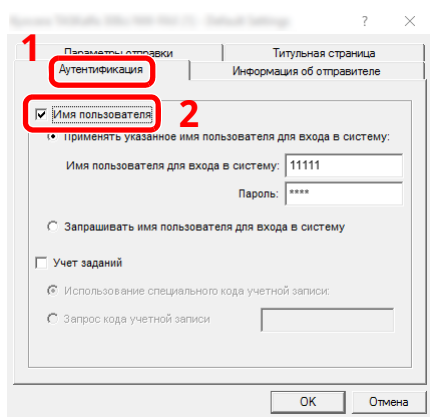 ? ×
1
Параметры отправки Титульная страница
Аутентификация Информация об отправителе
Имя пользователя 2
Применять указанное имя пользователя для входа в систему:
Имя пользователя для входа в систему: 11111
Пароль: ****
Запрашивать имя пользователя для входа в систему
Учет заданий
Использование специального кода учетной записи:
Запрос кода учетной записи
OK Отмена